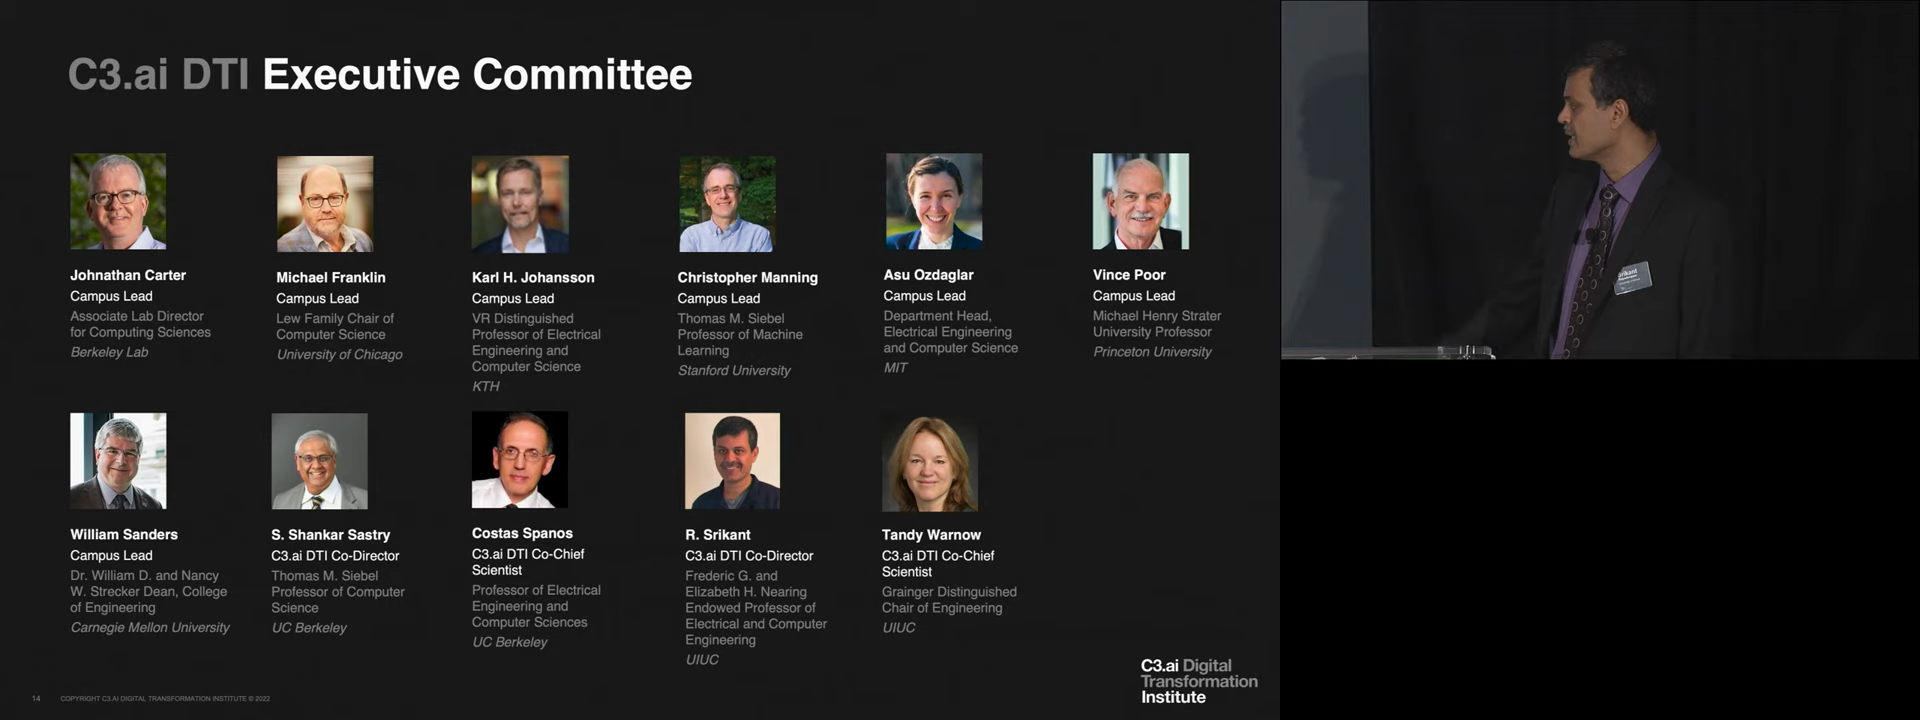 C3.ai DTI Executive Committee
Johnathan Carter
Campus Lead
Associate Lab Director
for Computing Sciences
Berkeley Lab
Michael Franklin
Campus Lead
Lew Family Chair of
Computer Science
University of Chicago
Karl H. Johansson
Campus Lead
VR Distinguished
Professor of Electrical
Engineering and
Computer Science
KTH
Christopher Manning
Campus Lead
Thomas M. Siebel
Professor of Machine
Learning
Stanford University
Asu Ozdaglar
Campus Lead
Department Head,
Electrical Engineering
and Computer Science
MIT
Vince Poor
Campus Lead
Michael Henry Strater
University Professor
Princeton University
William Sanders
Campus Lead
Dr. William D. and Nancy
W. Strecker Dean, College
of Engineering
Carnegie Mellon University
S. Shankar Sastry
C3.ai DTI Co-Director
Thomas M. Siebel
Professor of Computer
Science
UC Berkeley
Costas Spanos
C3.ai DTI Co-Chief
Scientist
Professor of Electrical
Engineering and
Computer Sciences
UC Berkeley
R. Srikant
C3.ai DTI Co-Director
Frederic G. and
Elizabeth H. Nearing
Endowed Professor of
Electrical and Computer
Engineering
UIUC
Tandy Warnow
C3.ai DTI Co-Chief
Scientist
Grainger Distinguished
Chair of Engineering
UIUC
C3.ai Digital
Transformation
Institute
14 COPYRIGHT C3.AI DIGITAL TRANSFORMATION INSTITUTE © 2022
Srikant